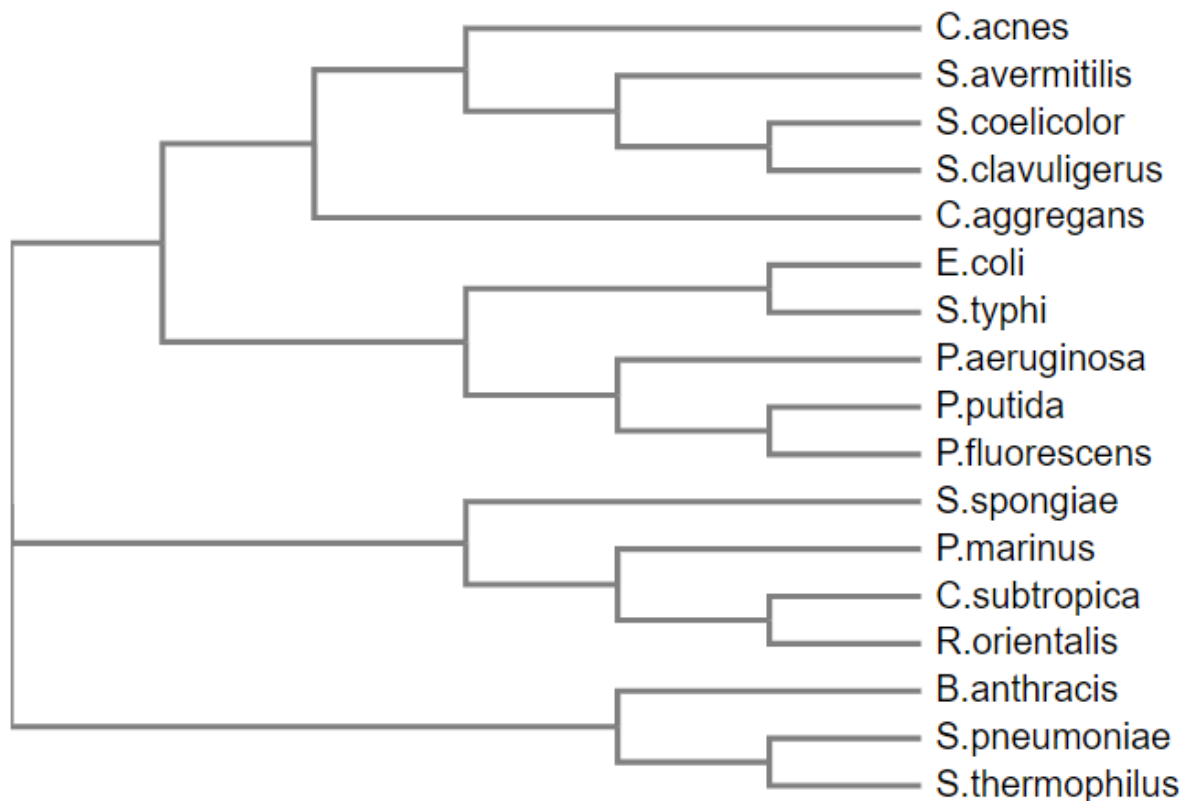 C.acnes
S.avermitilis
S.coelicolor
S.clavuligerus
C.aggregans
E.coli
S.typhi
P.aeruginosa
P.putida
P.fluorescens
S.spongiae
P.marinus
C.subtropica
R.orientalis
B.anthracis
S.pneumoniae
S.thermophilus